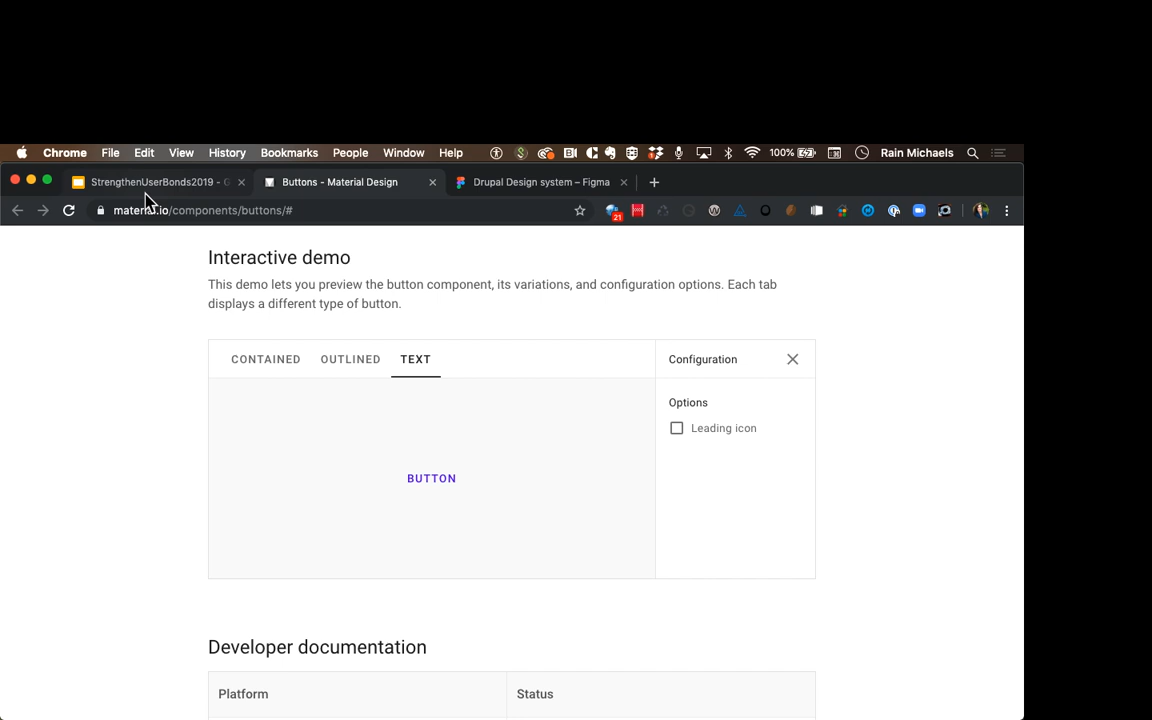 Chrome File Edit View History Bookmarks People Window Help 100% Rain Michaels
StrengthenUserBonds2019 - G Buttons - Material Design Drupal Design system – Figma
material.io/components/buttons/# 21
Interactive demo
This demo lets you preview the button component, its variations, and configuration options. Each tab
displays a different type of button.
CONTAINED OUTLINED TEXT Configuration
Options
Leading icon
BUTTON
Developer documentation
Platform Status